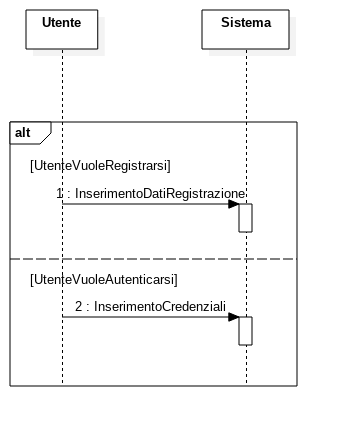 Utente
Sistema
alt
[UtenteVuoleRegistrarsi]
1 : InserimentoDatiRegistrazione
[UtenteVuoleAutenticarsi]
2 : InserimentoCredenziali